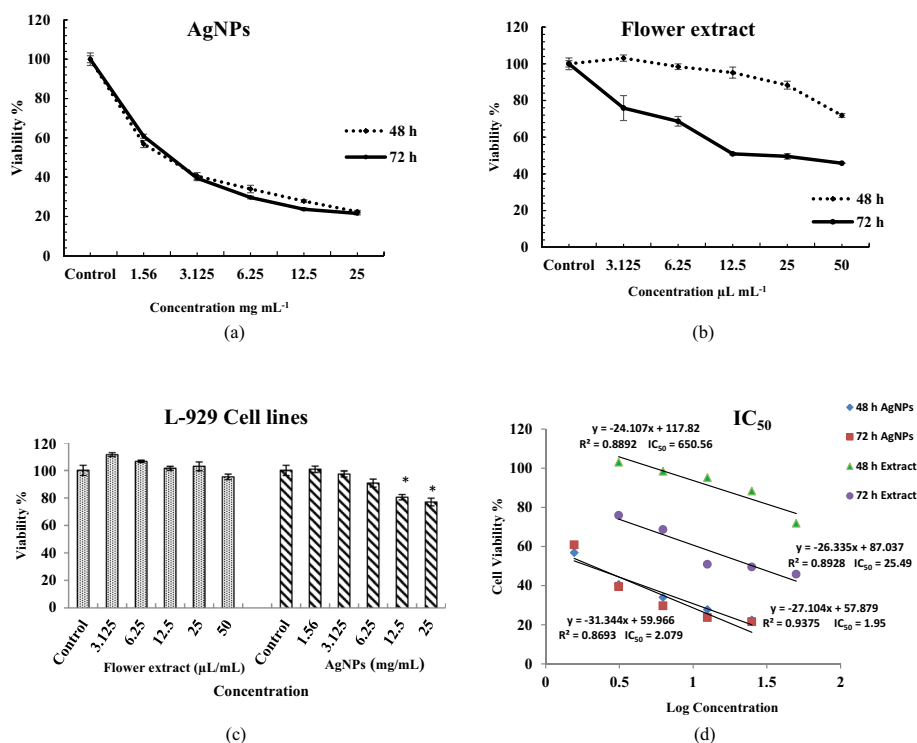 AgNPs
120
100
80
60
40
20
0
Viability %
48 h
72 h
Control 1.56 3.125 6.25 12.5 25
Concentration mg mL⁻¹
(a)
Flower extract
120
100
80
60
40
20
0
Viability %
48 h
72 h
Control 3.125 6.25 12.5 25 50
Concentration µL mL⁻¹
(b)
L-929 Cell lines
120
100
80
60
40
20
0
Viability %
* *
Control 3.125 6.25 12.5 25 50 Control 1.56 3.125 6.25 12.5 25
Flower extract (µL/mL) AgNPs (mg/mL)
Concentration
(c)
IC₅₀
48 h AgNPs
72 h AgNPs
48 h Extract
72 h Extract
y = -24.107x + 117.82
R² = 0.8892 IC₅₀ = 650.56
y = -26.335x + 87.037
R² = 0.8928 IC₅₀ = 25.49
y = -31.344x + 59.966
R² = 0.8693 IC₅₀ = 2.079
y = -27.104x + 57.879
R² = 0.9375 IC₅₀ = 1.95
120
100
80
60
40
20
0
Cell Viability %
0 0.5 1 1.5 2
Log Concentration
(d)